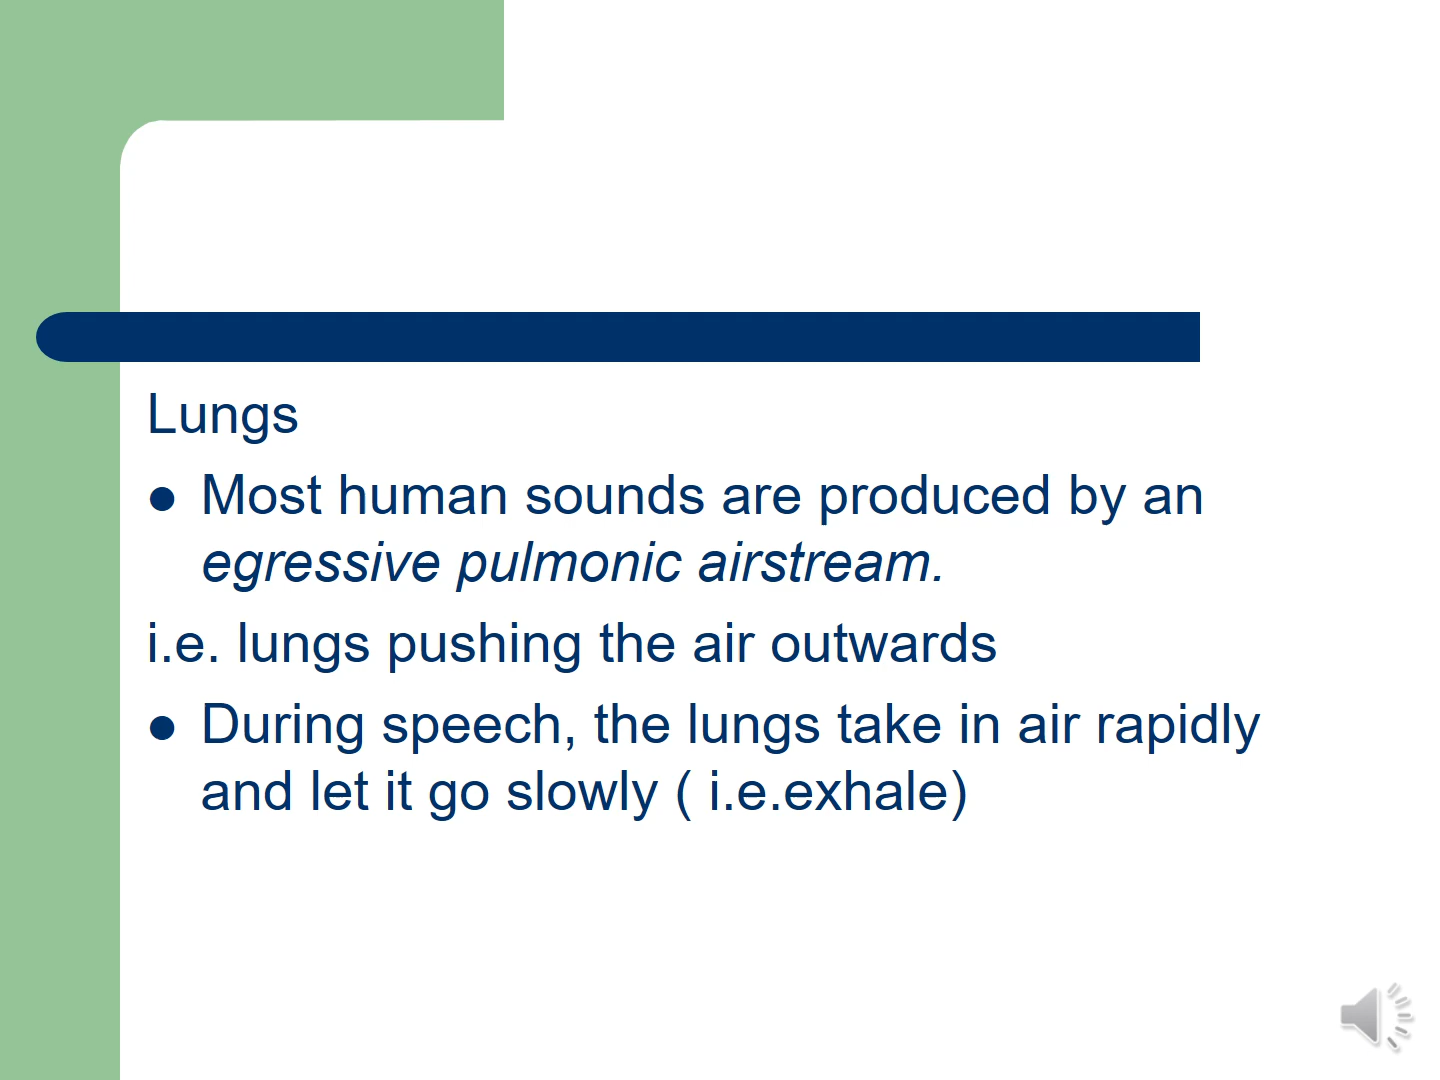 Lungs
● Most human sounds are produced by an
egressive pulmonic airstream.
i.e. lungs pushing the air outwards
● During speech, the lungs take in air rapidly
and let it go slowly ( i.e.exhale)